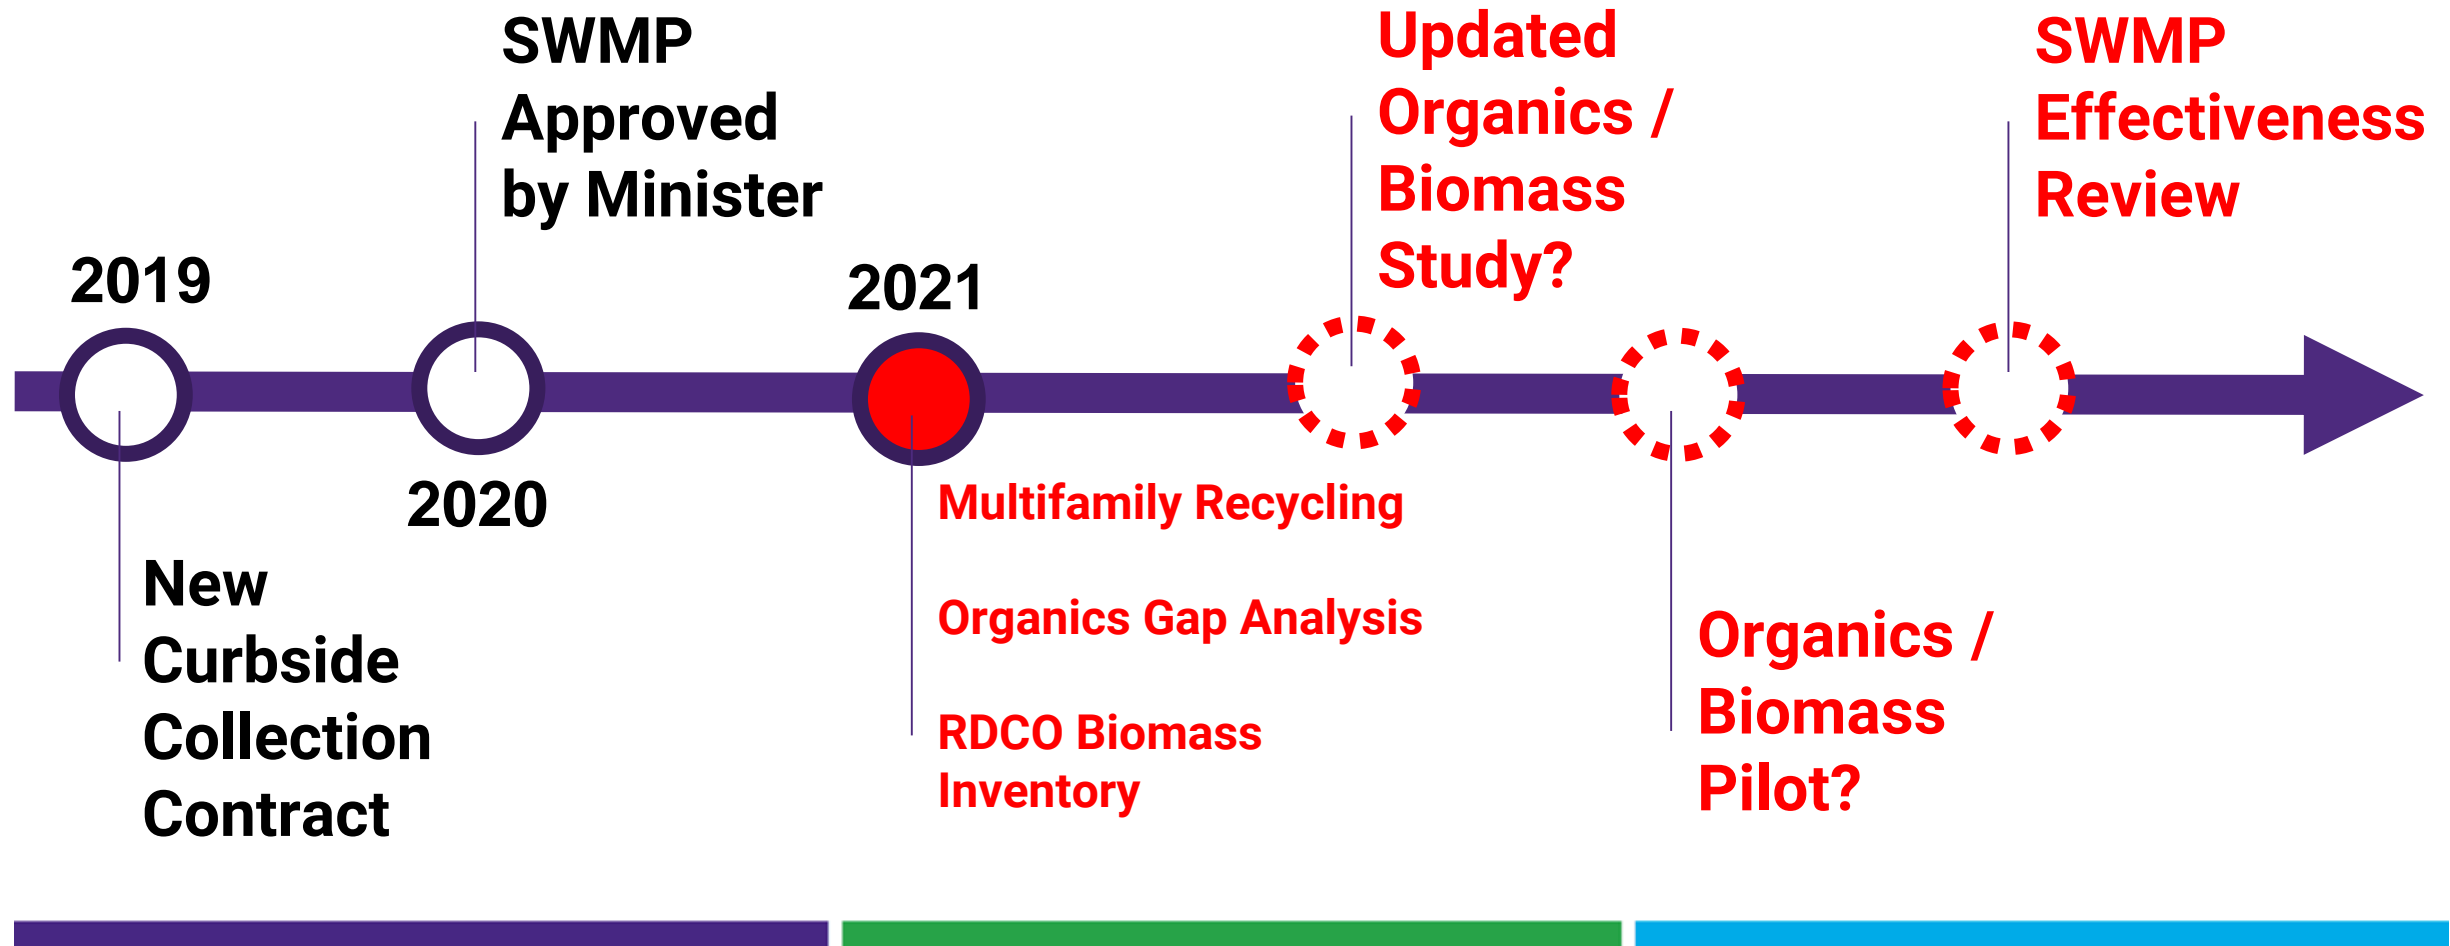 2019
New
Curbside
Collection
Contract
SWMP
Approved
by Minister
2020
2021
Multifamily Recycling
Organics Gap Analysis
RDCO Biomass
Inventory
Updated
Organics /
Biomass
Study?
Organics /
Biomass
Pilot?
SWMP
Effectiveness
Review